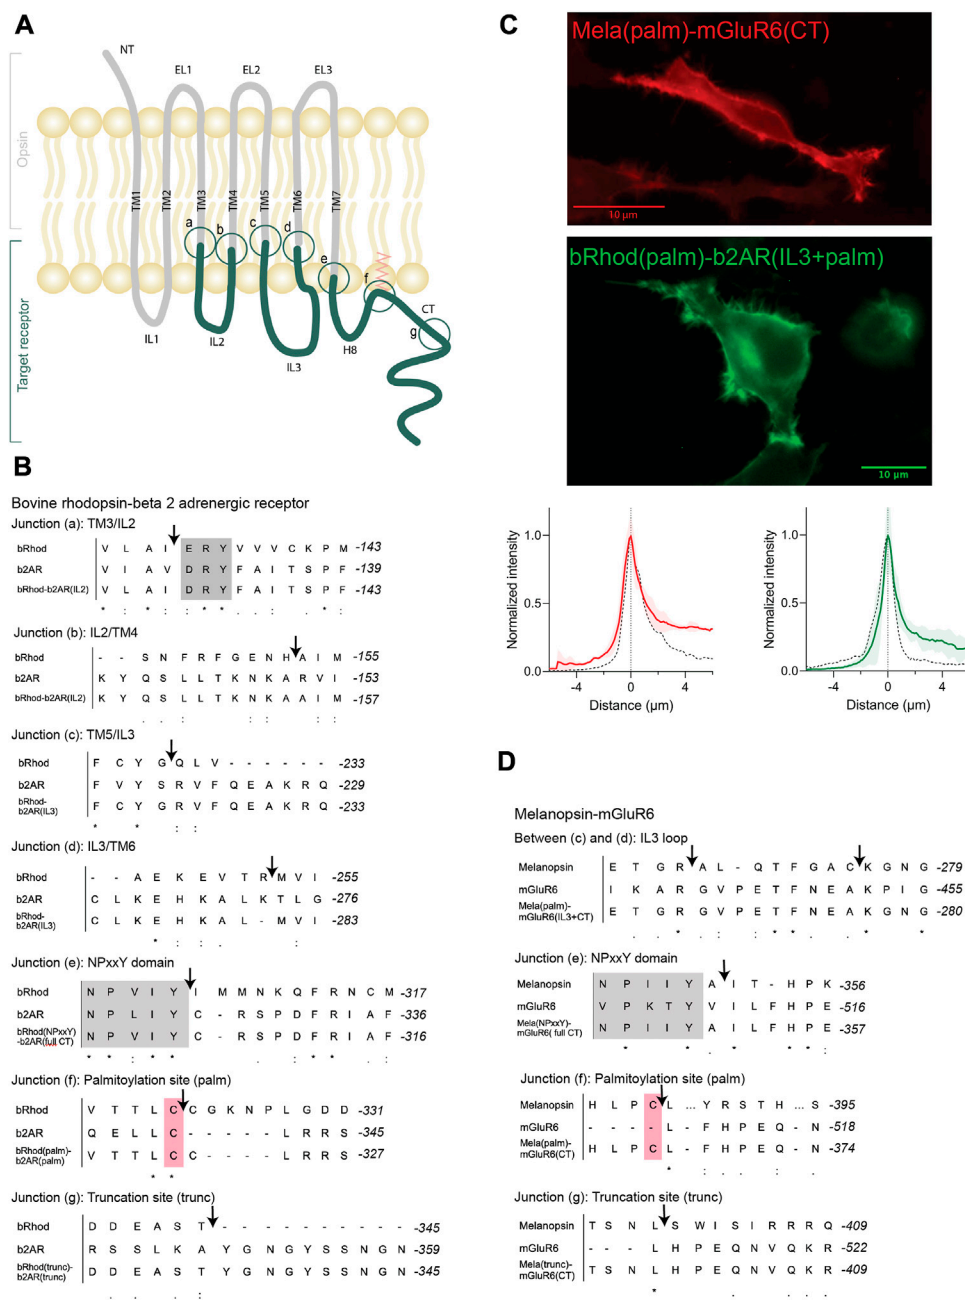 A
Opsin
Target receptor
NT
EL1
EL2
EL3
TM1
TM2
TM3
TM4
TM5
TM6
TM7
a
b
c
d
e
f
g
IL1
IL2
IL3
H8
CT
B
Bovine rhodopsin-beta 2 adrenergic receptor
Junction (a): TM3/IL2
bRhod V L A I E R Y V V V C K P M -143
b2AR V I A V D R Y F A I T S P F -139
bRhod-b2AR(IL2) V L A I D R Y F A I T S P F -143
* : * : : * * . . : . * :
Junction (b): IL2/TM4
bRhod - - S N F R F G E N H A I M -155
b2AR K Y Q S L L T K N K A R V I -153
bRhod-b2AR(IL2) K Y Q S L L T K N K A A I M -157
. . : : : : :
Junction (c): TM5/IL3
bRhod F C Y G Q L V - - - - - - -233
b2AR F V Y S R V F Q E A K R Q -229
bRhod-
b2AR(IL3) F C Y G R V F Q E A K R Q -233
* * : :
Junction (d): IL3/TM6
bRhod - - A E K E V T R M V I -255
b2AR C L K E H K A L K T L G -276
bRhod-
b2AR(IL3) C L K E H K A L - M V I -283
* : : . :
Junction (e): NPxxY domain
bRhod N P V I Y I M M N K Q F R N C M -317
b2AR N P L I Y C - R S P D F R I A F -336
bRhod(NPxxY)
-b2AR(full CT) N P V I Y C - R S P D F R I A F -316
* * : * * . . : * * . .
Junction (f): Palmitoylation site (palm)
bRhod V T T L C C G K N P L G D D -331
b2AR Q E L L C - - - - - L R R S -345
bRhod(palm)-
b2AR(palm) V T T L C C - - - - L R R S -327
* *
Junction (g): Truncation site (trunc)
bRhod D D E A S T - - - - - - - - - - -345
b2AR R S S L K A Y G N G Y S S N G N -359
bRhod(trunc)-
b2AR(trunc) D D E A S T Y G N G Y S S N G N -345
. . . :
C
Mela(palm)-mGluR6(CT)
10 µm
bRhod(palm)-b2AR(IL3+palm)
10 µm
Normalized intensity
1.0
0.5
0.0
-4 0 4
Distance (µm)
Normalized intensity
1.0
0.5
0.0
-4 0 4
Distance (µm)
D
Melanopsin-mGluR6
Between (c) and (d): IL3 loop
Melanopsin E T G R A L - Q T F G A C K G N G -279
mGluR6 I K A R G V P E T F N E A K P I G -455
Mela(palm)-
mGluR6(IL3+CT) E T G R G V P E T F N E A K G N G -280
. . * . : . * * . . * *
Junction (e): NPxxY domain
Melanopsin N P I I Y A I T - H P K -356
mGluR6 V P K T Y V I L F H P E -516
Mela(NPxxY)-
mGluR6( full CT) N P I I Y A I L F H P E -357
* * . * * * :
Junction (f): Palmitoylation site (palm)
Melanopsin H L P C L ... Y R S T H ... S -395
mGluR6 - - - L F H P E Q - N -518
Mela(palm)-
mGluR6(CT) H L P C L F H P E Q - N -374
* : . : .
Junction (g): Truncation site (trunc)
Melanopsin T S N L S W I S I R R R Q -409
mGluR6 - - - L H P E Q N V Q K R -522
Mela(trunc)-
mGluR6(CT) T S N L H P E Q N V Q K R -409
* . . .